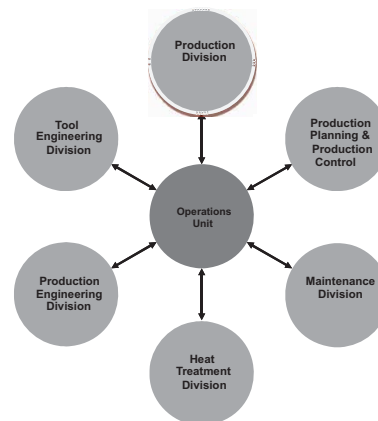 Production
Division
Tool
Engineering
Division
Production
Planning &
Production
Control
Operations
Unit
Production
Engineering
Division
Maintenance
Division
Heat
Treatment
Division